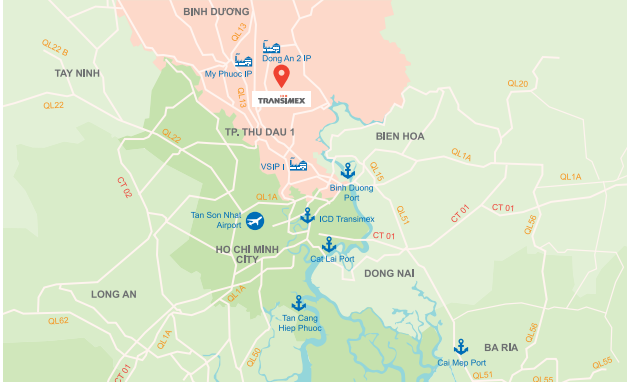 BỊNH DƯƠNG
QL13
QL22 B
Dong An 2 IP
TAY NINH
My Phuoc IP
QL20
QL22
QL13
TRANSIMEX
QL22
TP. THU DAU 1
BIEN HOA
QL1A
VSIP I
QL15
CT 02
QL1A
Binh Duong
Port
QL1A
Tan Son Nhat
Airport
ICD Transimex
QL51
CT 01
CT 01
QL56
CT 01
HO CHI MINH
CITY
Cat Lai Port
DONG NAI
LONG AN
QL1A
Tan Cang
Hiep Phuoc
QL62
QL1A
QL55
BA RIA
QL50
Cai Mep Port
CT 01
QL55
QL51